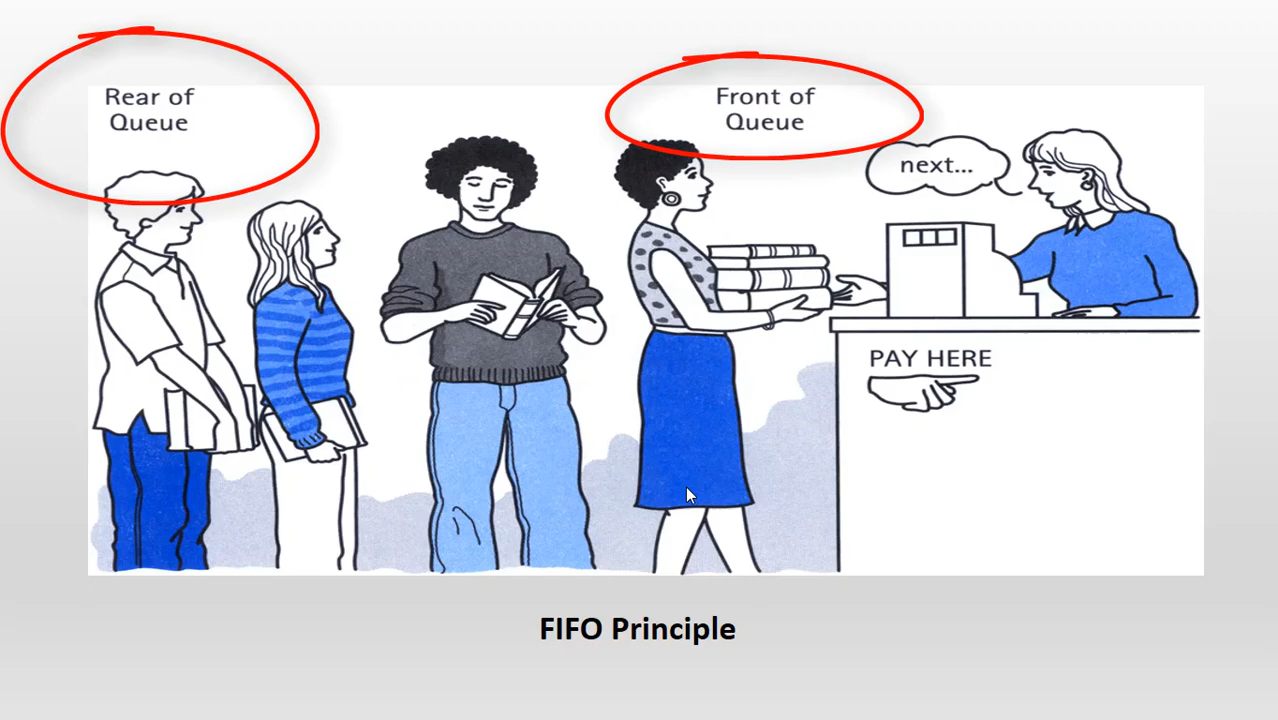 Rear of
Queue
Front of
Queue
next...
PAY HERE
FIFO Principle